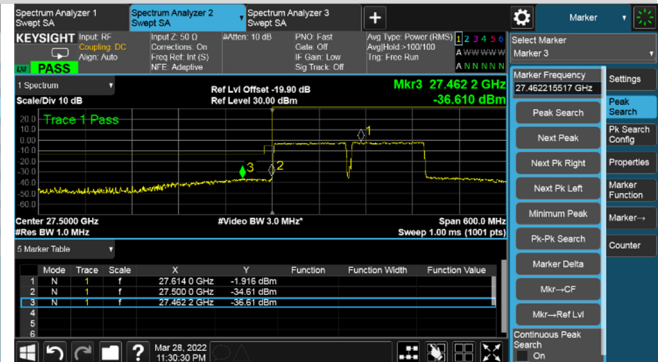 Spectrum Analyzer 1
Swept SA
Spectrum Analyzer 2
Swept SA
Spectrum Analyzer 3
Swept SA
+
Marker
KEYSIGHT
Input: RF
Coupling: DC
Align: Auto
Input Z: 50 Ω
Corrections: On
Freq Ref: Int (S)
NFE: Adaptive
#Atten: 10 dB
PNO: Fast
Gate: Off
IF Gain: Low
Sig Track: Off
Avg Type: Power (RMS)
Avg|Hold >100/100
Trig: Free Run
1 2 3 4 5 6
A W W W W W
A N N N N N
PASS
Select Marker
Marker 3
1 Spectrum
Scale/Div 10 dB
Ref Lvl Offset -19.90 dB
Ref Level 30.00 dBm
Mkr3 27.462 2 GHz
-36.610 dBm
Trace 1 Pass
20.0
10.0
0.00
-10.0
-20.0
-30.0
-40.0
-50.0
-60.0
1
2
3
Center 27.5000 GHz
#Res BW 1.0 MHz
#Video BW 3.0 MHz*
Span 600.0 MHz
Sweep 1.00 ms (1001 pts)
5 Marker Table
Mode Trace Scale X Y Function Function Width Function Value
1 N 1 f 27.614 0 GHz -1.916 dBm
2 N 1 f 27.500 0 GHz -34.61 dBm
3 N 1 f 27.462 2 GHz -36.61 dBm
4
5
6
Marker Frequency
27.462215517 GHz
Peak Search
Next Peak
Next Pk Right
Next Pk Left
Minimum Peak
Pk-Pk Search
Marker Delta
Mkr→CF
Mkr→Ref Lvl
Continuous Peak
Search
On
Settings
Peak
Search
Pk Search
Config
Properties
Marker
Function
Marker→
Counter
?
Mar 28, 2022
11:30:30 PM